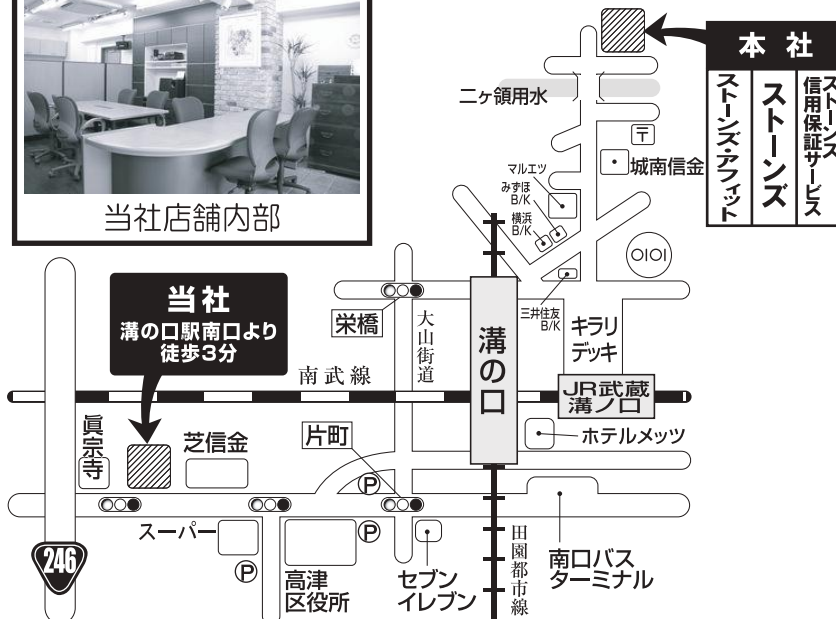 当社店舗内部
本社
ストーンズ
信用保証サービス
ストーンズ
ストーンズ・アフィット
二ヶ領用水
〒
城南信金
マルエツ
みずほ
B/K
横浜
B/K
OIOI
三井住友
B/K
キラリ
デッキ
当社
溝の口駅南口より
徒歩3分
栄橋
大山街道
溝の口
南武線
JR武蔵
溝ノ口
眞宗寺
芝信金
片町
ホテルメッツ
P
スーパー
P
P
246
高津
区役所
セブン
イレブン
田園都市線
南口バス
ターミナル